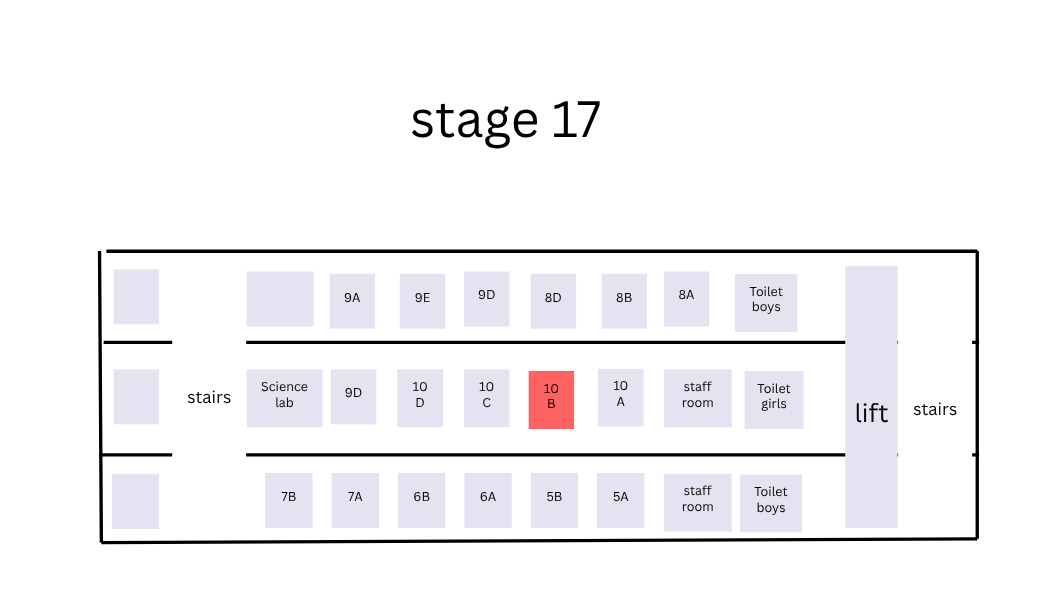 stage 17
9A
9E
9D
8D
8B
8A
Toilet
boys
stairs
Science
lab
9D
10
D
10
C
10
B
10
A
staff
room
Toilet
girls
lift
stairs
7B
7A
6B
6A
5B
5A
staff
room
Toilet
boys